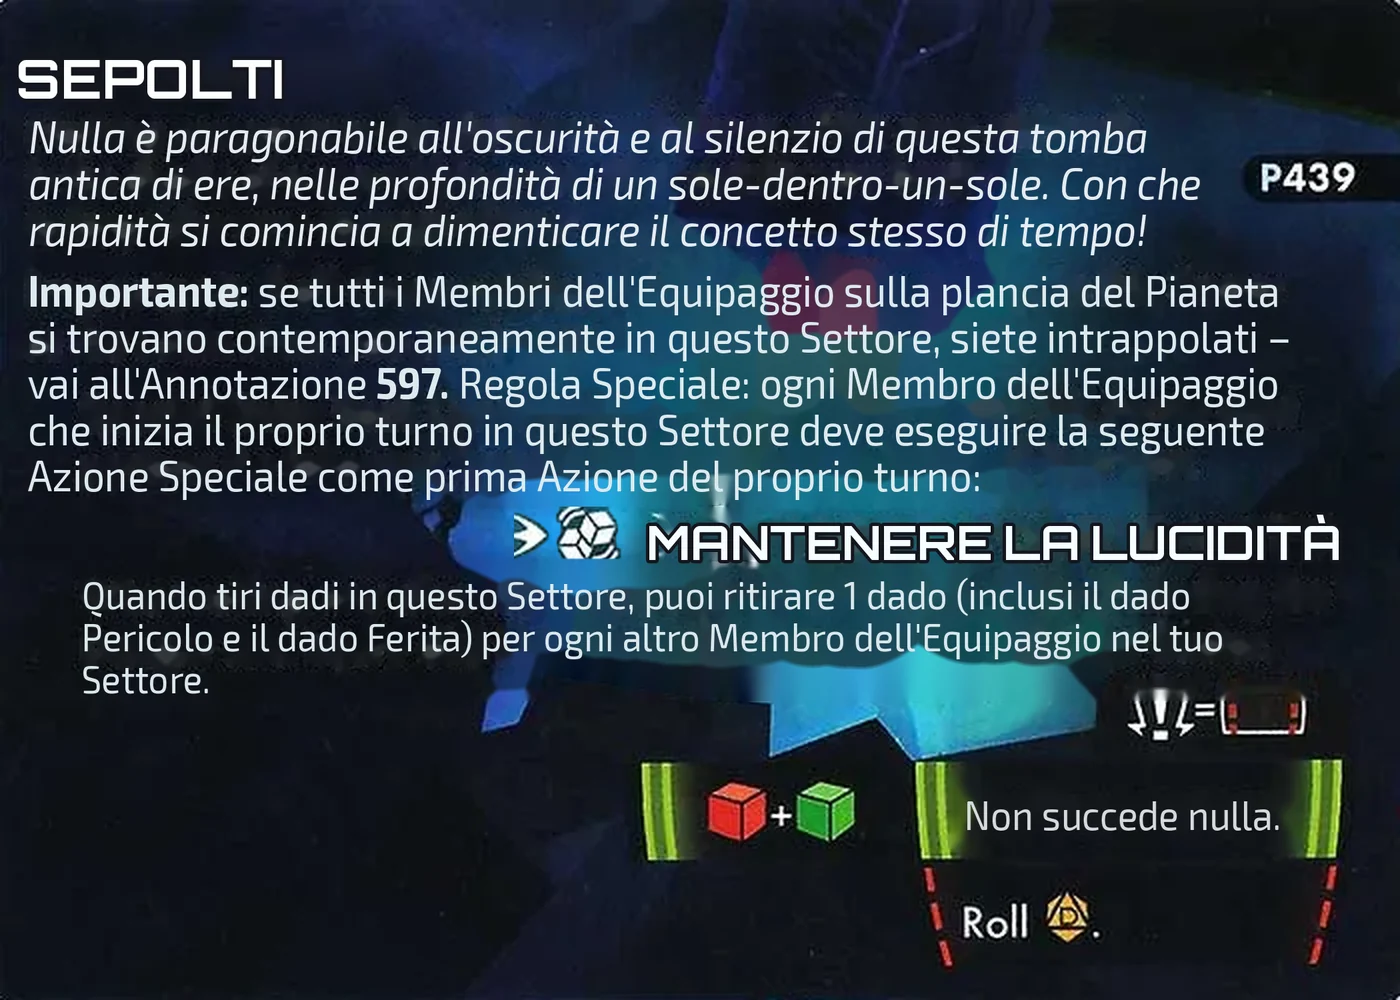 SEPOLTI
Nulla è paragonabile all'oscurità e al silenzio di questa tomba
antica di ere, nelle profondità di un sole-dentro-un-sole. Con che
rapidità si comincia a dimenticare il concetto stesso di tempo!
P439
Importante: se tutti i Membri dell'Equipaggio sulla plancia del Pianeta
si trovano contemporaneamente in questo Settore, siete intrappolati –
vai all'Annotazione 597. Regola Speciale: ogni Membro dell'Equipaggio
che inizia il proprio turno in questo Settore deve eseguire la seguente
Azione Speciale come prima Azione del proprio turno:
MANTENERE LA LUCIDITÀ
Quando tiri dadi in questo Settore, puoi ritirare 1 dado (inclusi il dado
Pericolo e il dado Ferita) per ogni altro Membro dell'Equipaggio nel tuo
Settore.
=
+
Non succede nulla.
Roll D.